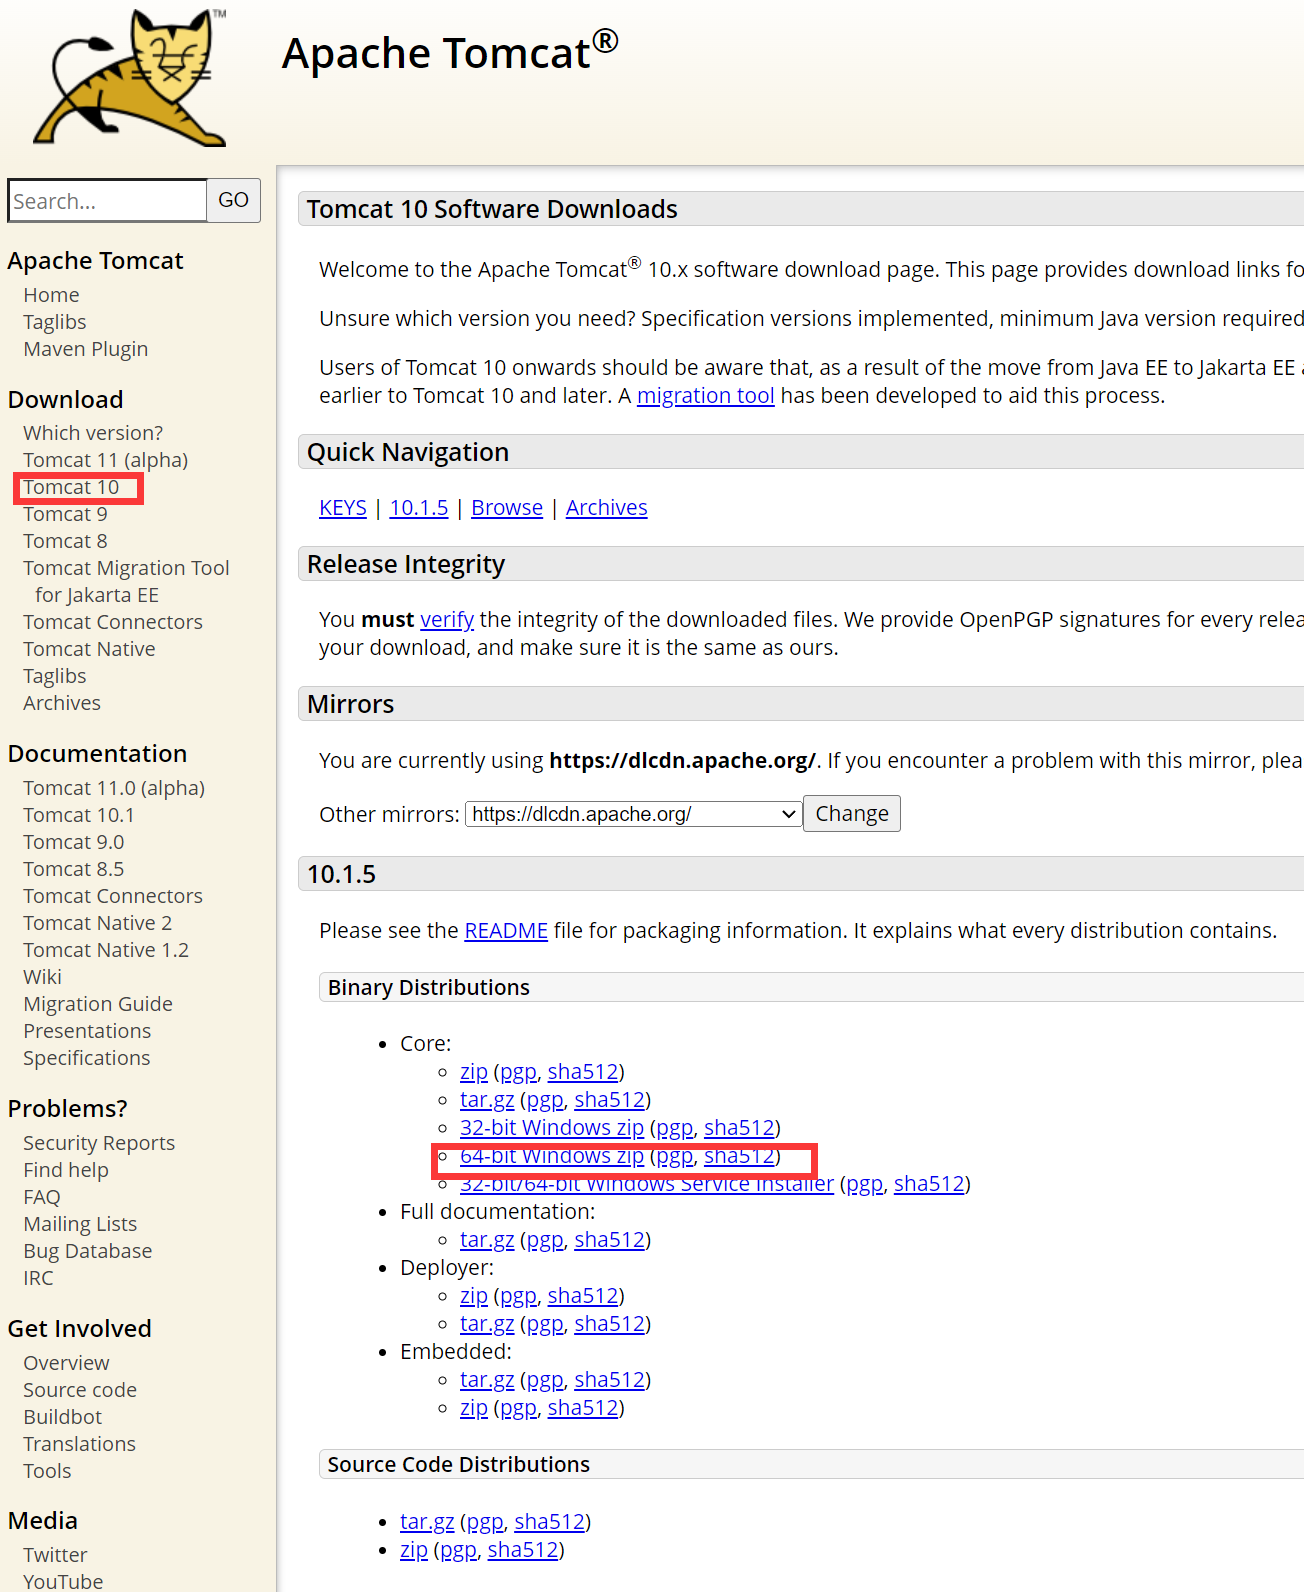 TM
Apache Tomcat®
Search...
GO
Apache Tomcat
Home
Taglibs
Maven Plugin
Download
Which version?
Tomcat 11 (alpha)
Tomcat 10
Tomcat 9
Tomcat 8
Tomcat Migration Tool
for Jakarta EE
Tomcat Connectors
Tomcat Native
Taglibs
Archives
Documentation
Tomcat 11.0 (alpha)
Tomcat 10.1
Tomcat 9.0
Tomcat 8.5
Tomcat Connectors
Tomcat Native 2
Tomcat Native 1.2
Wiki
Migration Guide
Presentations
Specifications
Problems?
Security Reports
Find help
FAQ
Mailing Lists
Bug Database
IRC
Get Involved
Overview
Source code
Buildbot
Translations
Tools
Media
Twitter
YouTube
Tomcat 10 Software Downloads
Welcome to the Apache Tomcat® 10.x software download page. This page provides download links fo
Unsure which version you need? Specification versions implemented, minimum Java version required
Users of Tomcat 10 onwards should be aware that, as a result of the move from Java EE to Jakarta EE a
earlier to Tomcat 10 and later. A migration tool has been developed to aid this process.
Quick Navigation
KEYS | 10.1.5 | Browse | Archives
Release Integrity
You must verify the integrity of the downloaded files. We provide OpenPGP signatures for every relea
your download, and make sure it is the same as ours.
Mirrors
You are currently using https://dlcdn.apache.org/. If you encounter a problem with this mirror, plea
Other mirrors: https://dlcdn.apache.org/ Change
10.1.5
Please see the README file for packaging information. It explains what every distribution contains.
Binary Distributions
• Core:
○ zip (pgp, sha512)
○ tar.gz (pgp, sha512)
○ 32-bit Windows zip (pgp, sha512)
○ 64-bit Windows zip (pgp, sha512)
○ 32-bit/64-bit Windows Service Installer (pgp, sha512)
• Full documentation:
○ tar.gz (pgp, sha512)
• Deployer:
○ zip (pgp, sha512)
○ tar.gz (pgp, sha512)
• Embedded:
○ tar.gz (pgp, sha512)
○ zip (pgp, sha512)
Source Code Distributions
• tar.gz (pgp, sha512)
• zip (pgp, sha512)